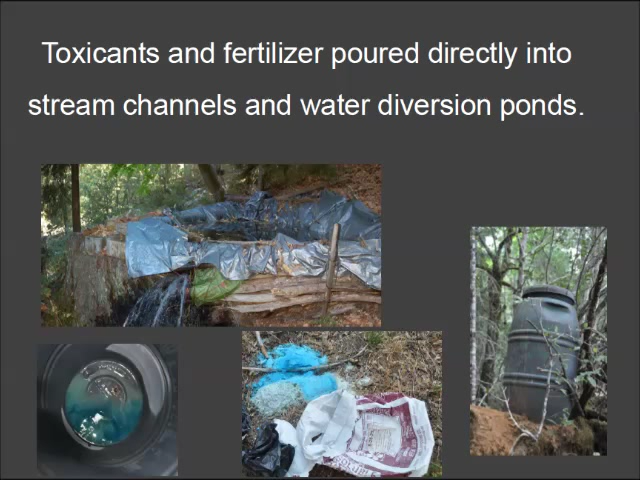 Toxicants and fertilizer poured directly into
stream channels and water diversion ponds.